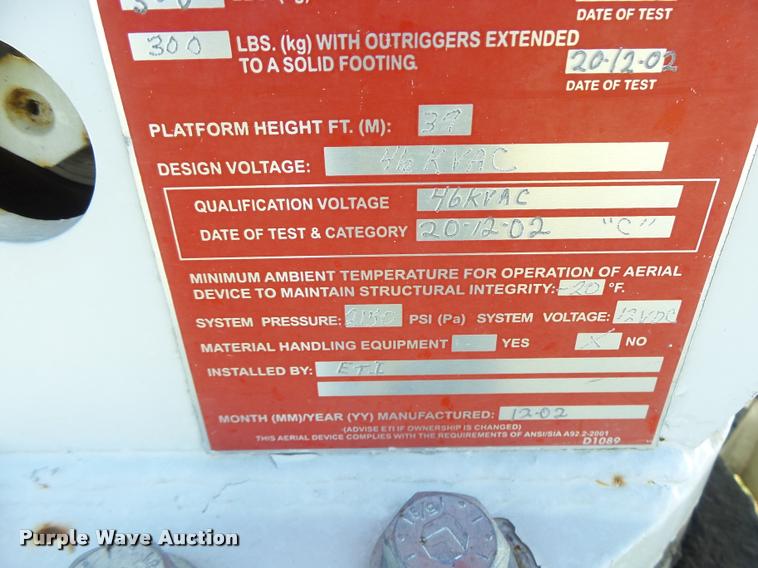 DATE OF TEST
300 LBS. (kg) WITH OUTRIGGERS EXTENDED
TO A SOLID FOOTING.
20-12-02
DATE OF TEST
PLATFORM HEIGHT FT. (M): 37
DESIGN VOLTAGE: 46 KVAC
QUALIFICATION VOLTAGE 46KVAC
DATE OF TEST & CATEGORY 20-12-02 "C"
MINIMUM AMBIENT TEMPERATURE FOR OPERATION OF AERIAL
DEVICE TO MAINTAIN STRUCTURAL INTEGRITY: -20 °F.
SYSTEM PRESSURE: PSI (Pa) SYSTEM VOLTAGE: 12VDC
MATERIAL HANDLING EQUIPMENT YES X NO
INSTALLED BY: E.T.I
MONTH (MM)/YEAR (YY) MANUFACTURED: 12-02
(ADVISE ETI IF OWNERSHIP IS CHANGED)
THIS AERIAL DEVICE COMPLIES WITH THE REQUIREMENTS OF ANSI/SIA A92.2-2001
D1089
Purple Wave Auction